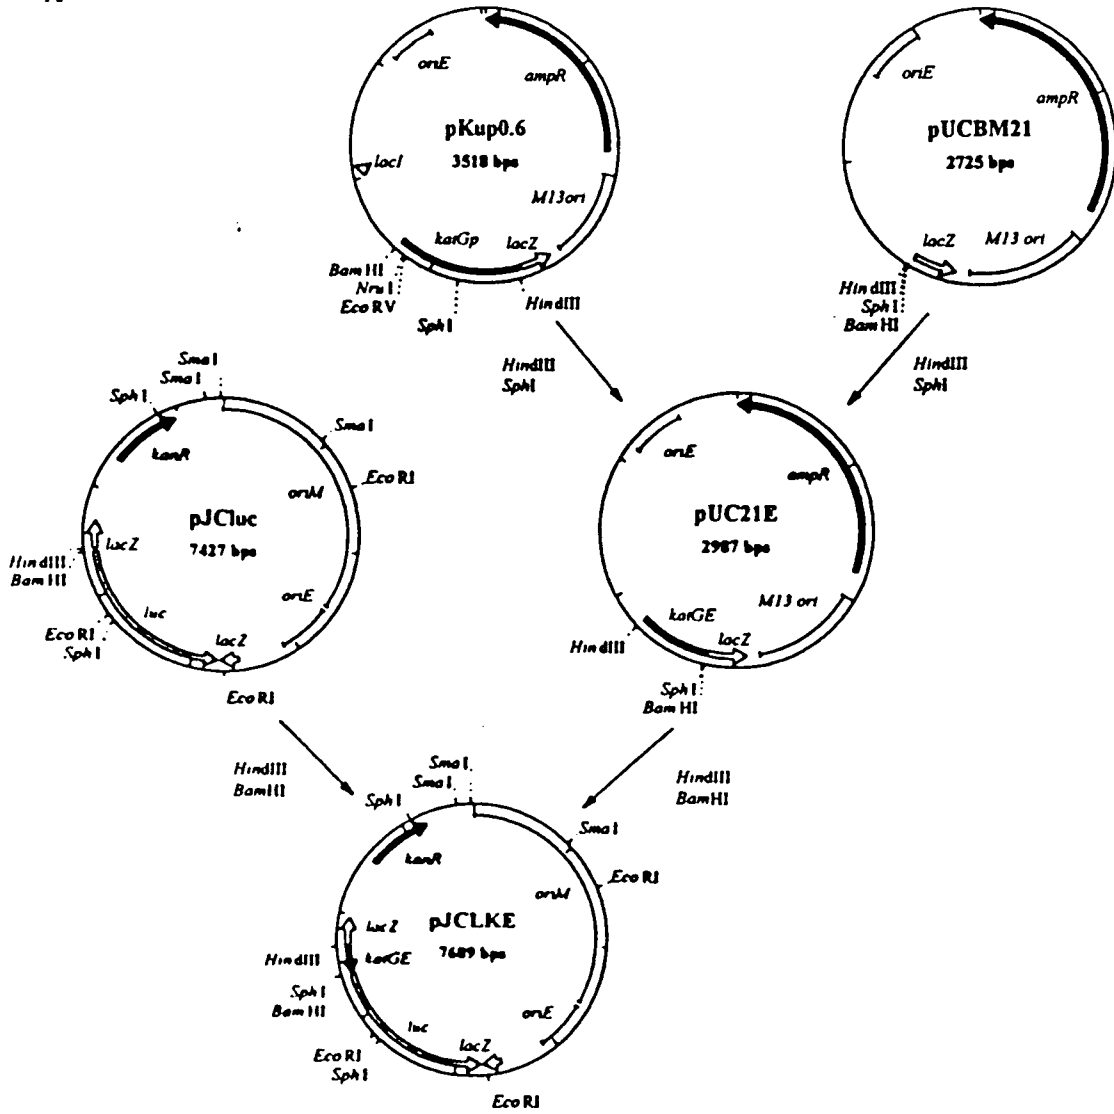 oriE
ampR
pKup0.6
3518 bps
lacI
M13ori
katGp
lacZ
BamHI
NruI
EcoRV
SphI
HindIII
oriE
ampR
pUCBM21
2725 bps
lacZ
M13 ori
HindIII
SphI
BamHI
HindIII
SphI
HindIII
SphI
SmaI
SmaI
SphI
kanR
SmaI
EcoRI
oriM
pJCluc
7427 bps
lacZ
HindIII
BamHI
luc
oriE
EcoRI
SphI
lacZ
EcoRI
oriE
ampR
pUC21E
2987 bps
M13 ori
katGE
lacZ
HindIII
SphI
BamHI
HindIII
BamHI
HindIII
BamHI
SmaI
SmaI
SphI
kanR
SmaI
EcoRI
oriM
pJCLKE
7689 bps
lacZ
katGE
HindIII
SphI
BamHI
luc
oriE
lacZ
EcoRI
SphI
EcoRI